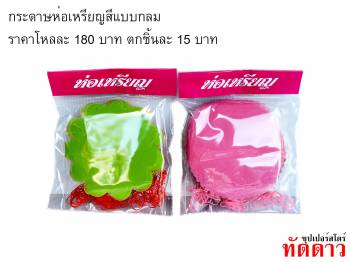 กระดาษห่อเหรียญสีแบบกลม
ราคาโหลละ 180 บาท ตกชิ้นละ 15 บาท
ห่อเหรียญ
ห่อเหรียญ
ซุปเปอร์สโตร์
ทัดดาว